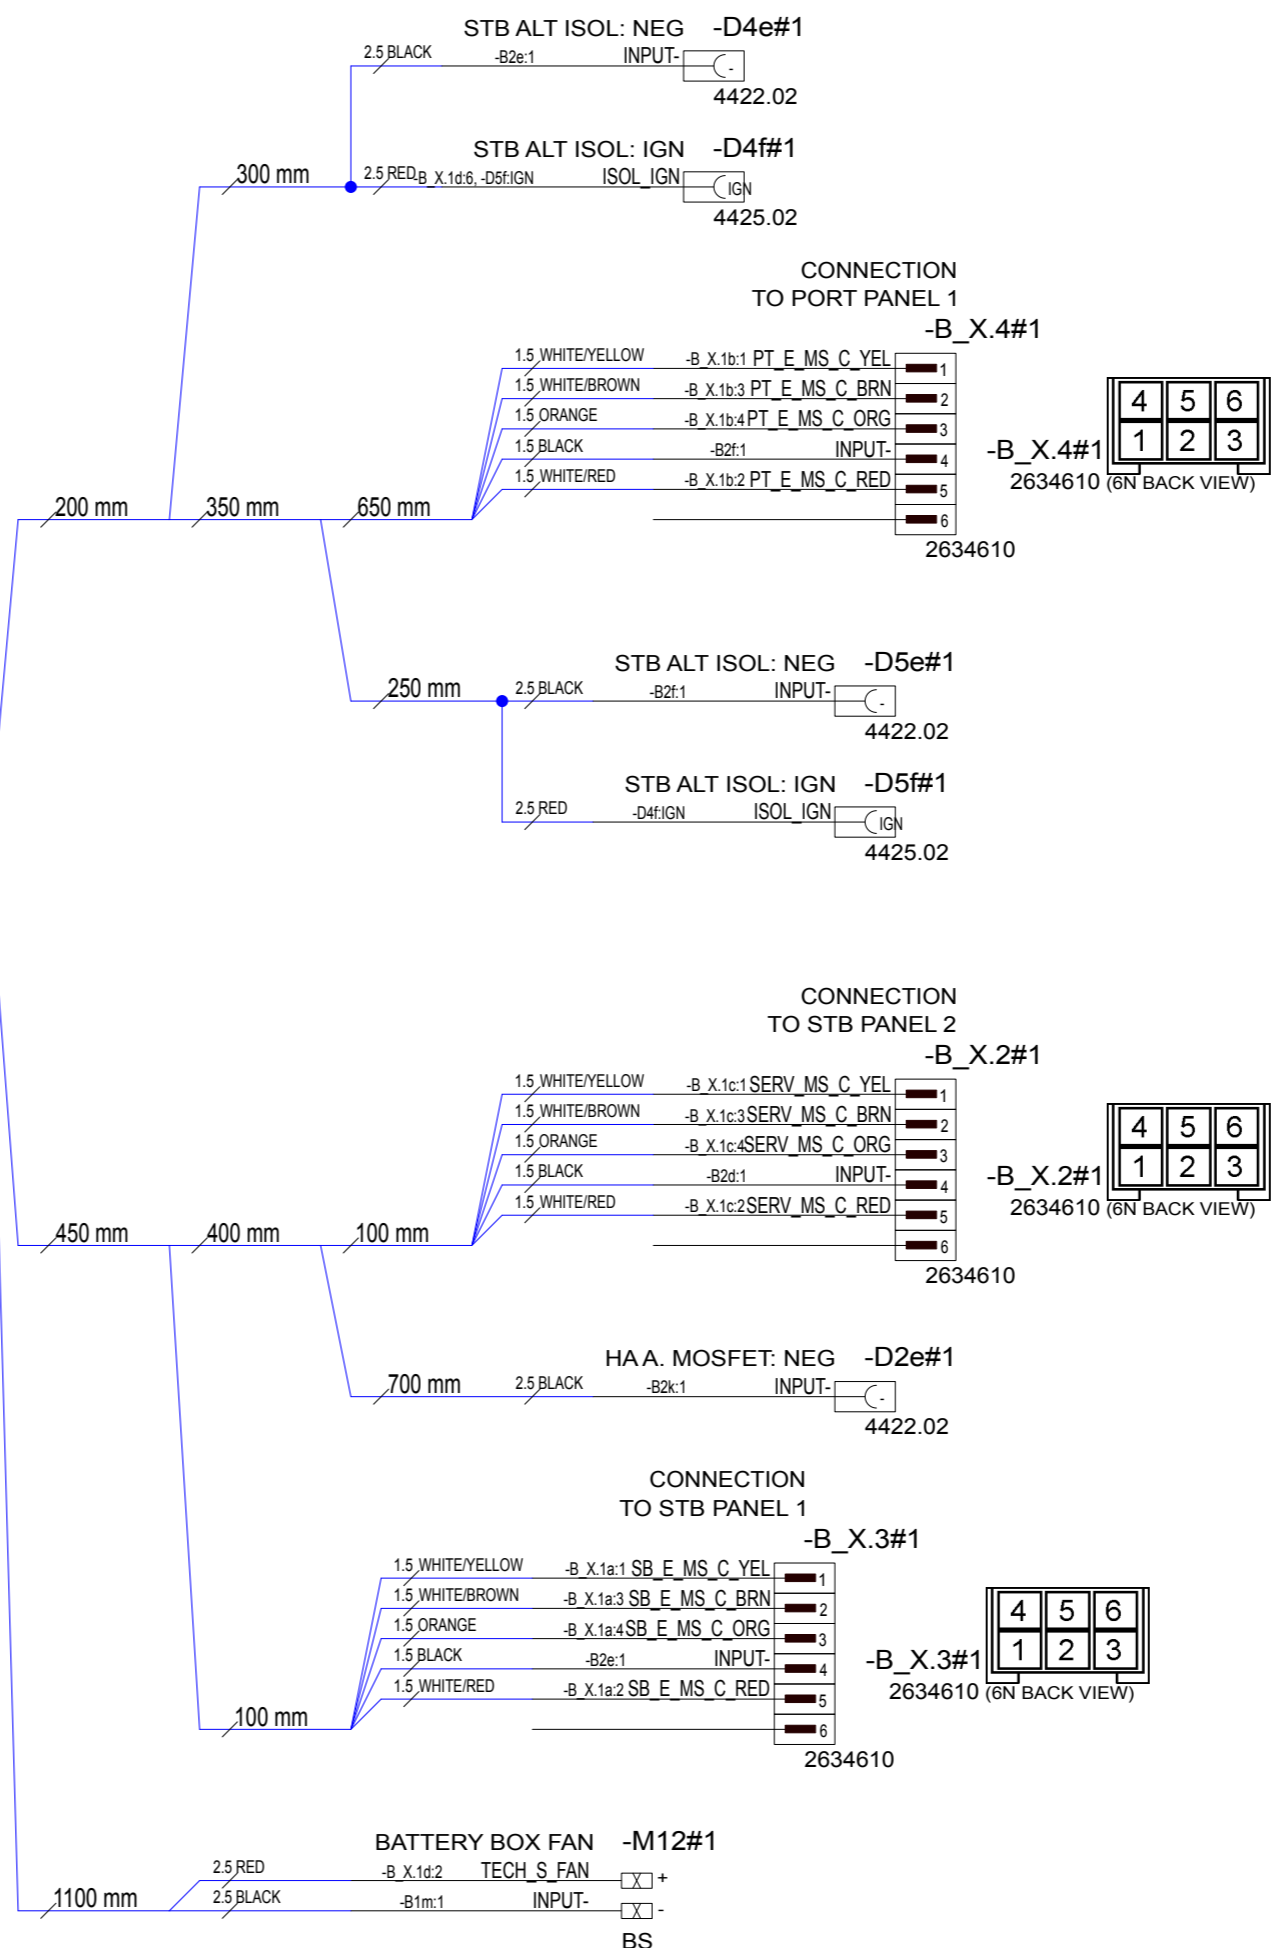 STB ALT ISOL: NEG -D4e#1
2.5 BLACK -B2e:1 INPUT- -
4422.02
STB ALT ISOL: IGN -D4f#1
300 mm 2.5 RED -B_X.1d:6, -D5f:IGN ISOL_IGN IGN
4425.02
CONNECTION
TO PORT PANEL 1
-B_X.4#1
1.5 WHITE/YELLOW -B_X.1b:1 PT_E_MS_C_YEL 1
1.5 WHITE/BROWN -B_X.1b:3 PT_E_MS_C_BRN 2
1.5 ORANGE -B_X.1b:4 PT_E_MS_C_ORG 3
1.5 BLACK -B2f:1 INPUT- 4
1.5 WHITE/RED -B_X.1b:2 PT_E_MS_C_RED 5
6
2634610
4 5 6
1 2 3
-B_X.4#1
2634610 (6N BACK VIEW)
200 mm 350 mm 650 mm
STB ALT ISOL: NEG -D5e#1
250 mm 2.5 BLACK -B2f:1 INPUT- -
4422.02
STB ALT ISOL: IGN -D5f#1
2.5 RED -D4f:IGN ISOL_IGN IGN
4425.02
CONNECTION
TO STB PANEL 2
-B_X.2#1
1.5 WHITE/YELLOW -B_X.1c:1 SERV_MS_C_YEL 1
1.5 WHITE/BROWN -B_X.1c:3 SERV_MS_C_BRN 2
1.5 ORANGE -B_X.1c:4 SERV_MS_C_ORG 3
1.5 BLACK -B2d:1 INPUT- 4
1.5 WHITE/RED -B_X.1c:2 SERV_MS_C_RED 5
6
2634610
4 5 6
1 2 3
-B_X.2#1
2634610 (6N BACK VIEW)
450 mm 400 mm 100 mm
HA A. MOSFET: NEG -D2e#1
700 mm 2.5 BLACK -B2k:1 INPUT- -
4422.02
CONNECTION
TO STB PANEL 1
-B_X.3#1
1.5 WHITE/YELLOW -B_X.1a:1 SB_E_MS_C_YEL 1
1.5 WHITE/BROWN -B_X.1a:3 SB_E_MS_C_BRN 2
1.5 ORANGE -B_X.1a:4 SB_E_MS_C_ORG 3
1.5 BLACK -B2e:1 INPUT- 4
1.5 WHITE/RED -B_X.1a:2 SB_E_MS_C_RED 5
6
2634610
4 5 6
1 2 3
-B_X.3#1
2634610 (6N BACK VIEW)
100 mm
BATTERY BOX FAN -M12#1
2.5 RED -B_X.1d:2 TECH_S_FAN X +
1100 mm 2.5 BLACK -B1m:1 INPUT- X -
BS